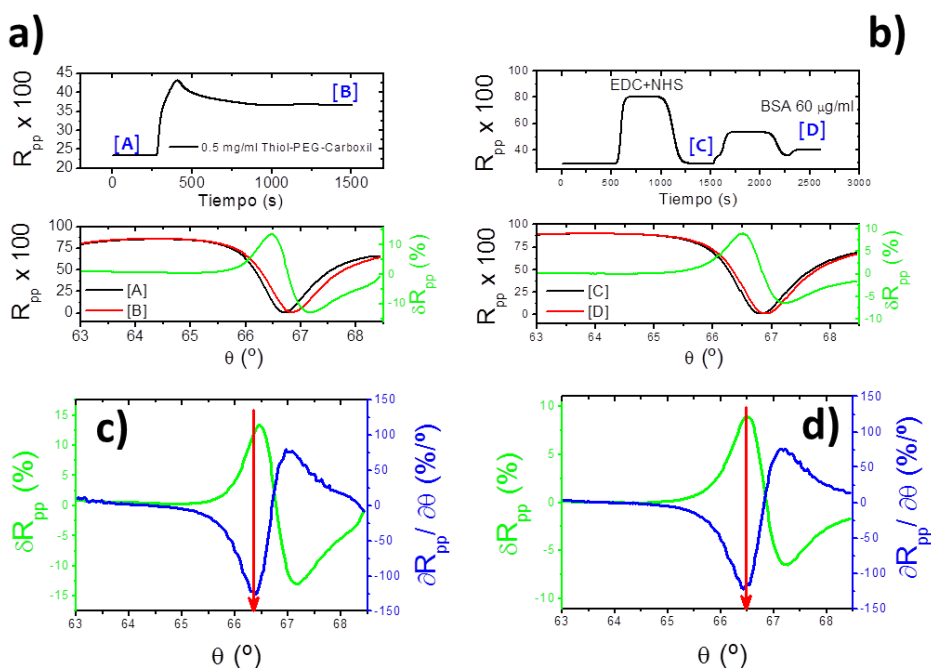 a)
R_pp x 100
45
40
35
30
25
20
[A]
[B]
0.5 mg/ml Thiol-PEG-Carboxil
0 500 1000 1500
Tiempo (s)
R_pp x 100
100
75
50
25
0
[A]
[B]
10
0
-10
δR_pp (%)
63 64 65 66 67 68
θ (º)
b)
R_pp x 100
100
80
60
40
EDC+NHS
[C]
BSA 60 µg/ml
[D]
0 500 1000 1500 2000 2500 3000
Tiempo (s)
R_pp x 100
100
75
50
25
0
[C]
[D]
10
5
0
-5
-10
δR_pp (%)
63 64 65 66 67 68
θ (º)
c)
δR_pp (%)
15
10
5
0
-5
-10
-15
150
100
50
0
-50
-100
-150
∂R_pp / ∂θ (%/º)
63 64 65 66 67 68
θ (º)
d)
δR_pp (%)
10
5
0
-5
-10
150
100
50
0
-50
-100
-150
∂R_pp / ∂θ (%/º)
63 64 65 66 67 68
θ (º)